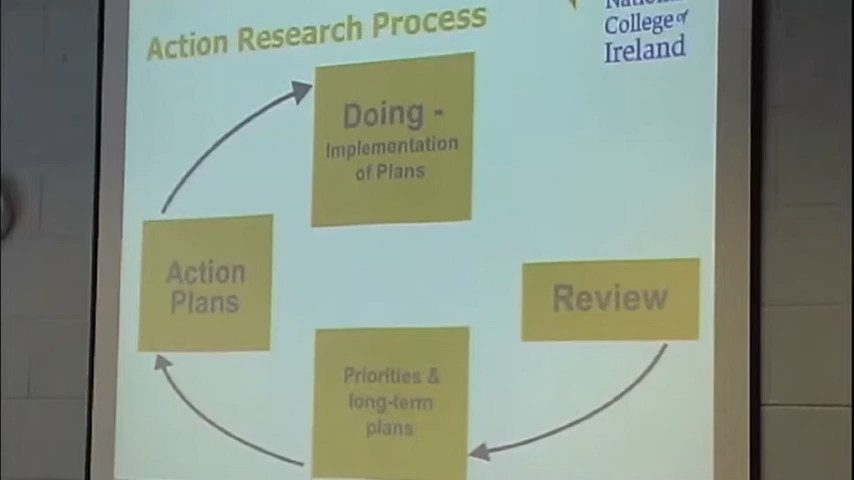 Action Research Process
College of
Ireland
Doing -
Implementation
of Plans
Action
Plans
Review
Priorities &
long-term
plans